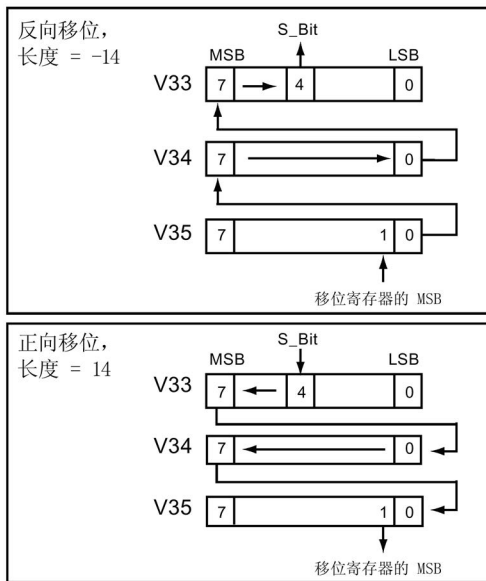 反向移位，
长度 = -14
S_Bit
MSB
LSB
V33
7
4
0
V34
7
0
V35
7
1
0
移位寄存器的 MSB
正向移位，
长度 = 14
S_Bit
MSB
LSB
V33
7
4
0
V34
7
0
V35
7
1
0
移位寄存器的 MSB